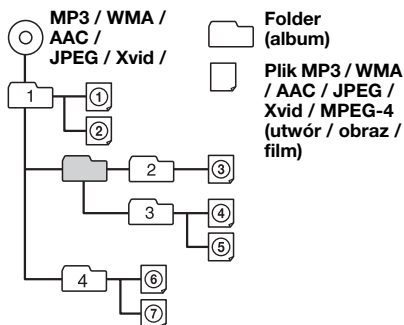 MP3 / WMA /
AAC /
JPEG / Xvid /
Folder
(album)
Plik MP3 / WMA
/ AAC / JPEG /
Xvid / MPEG-4
(utwór / obraz /
film)
1
①
②
2
③
3
④
⑤
4
⑥
⑦